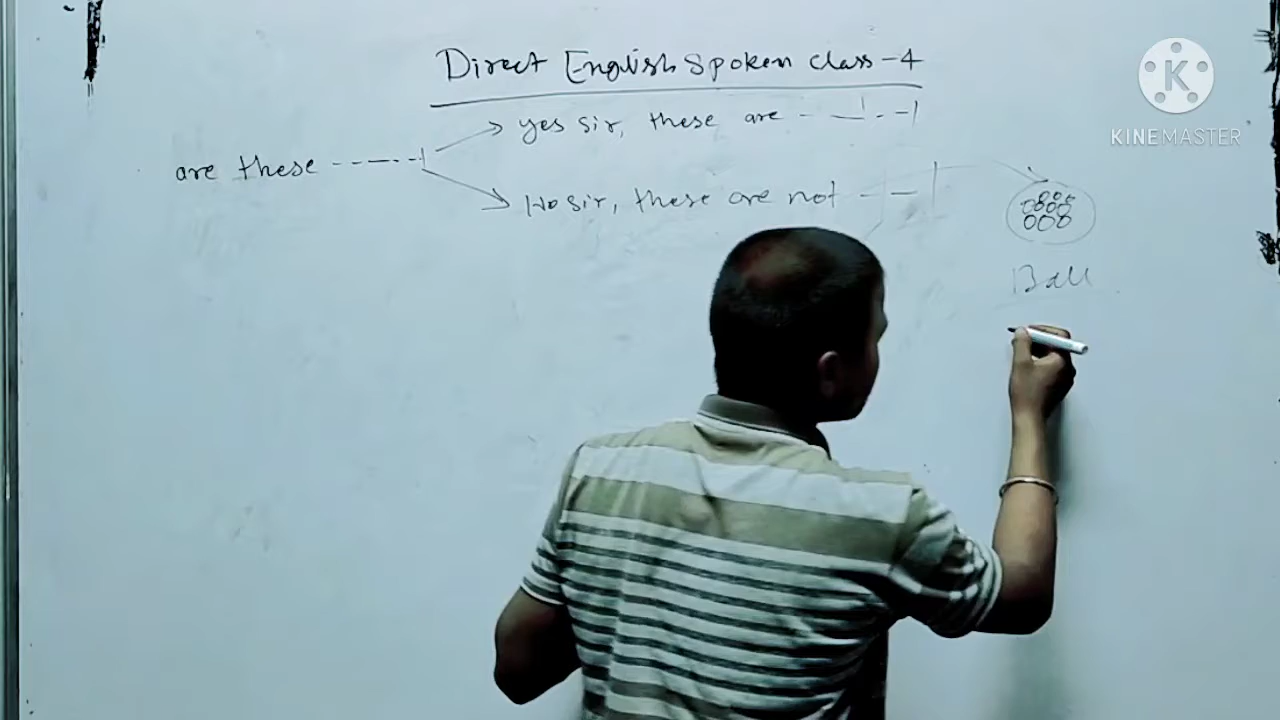 Direct English Spoken class-4
yes sir, these are - - - -
are these - - - - - -
No sir, these are not - - -
Ball
KINEMASTER